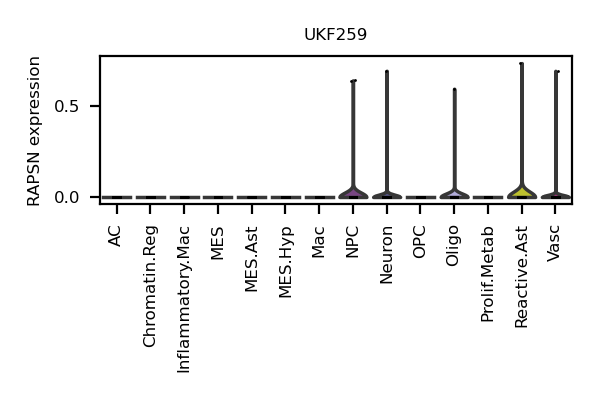 UKF259
RAPSN expression
0.5
0.0
AC
Chromatin.Reg
Inflammatory.Mac
MES
MES.Ast
MES.Hyp
Mac
NPC
Neuron
OPC
Oligo
Prolif.Metab
Reactive.Ast
Vasc